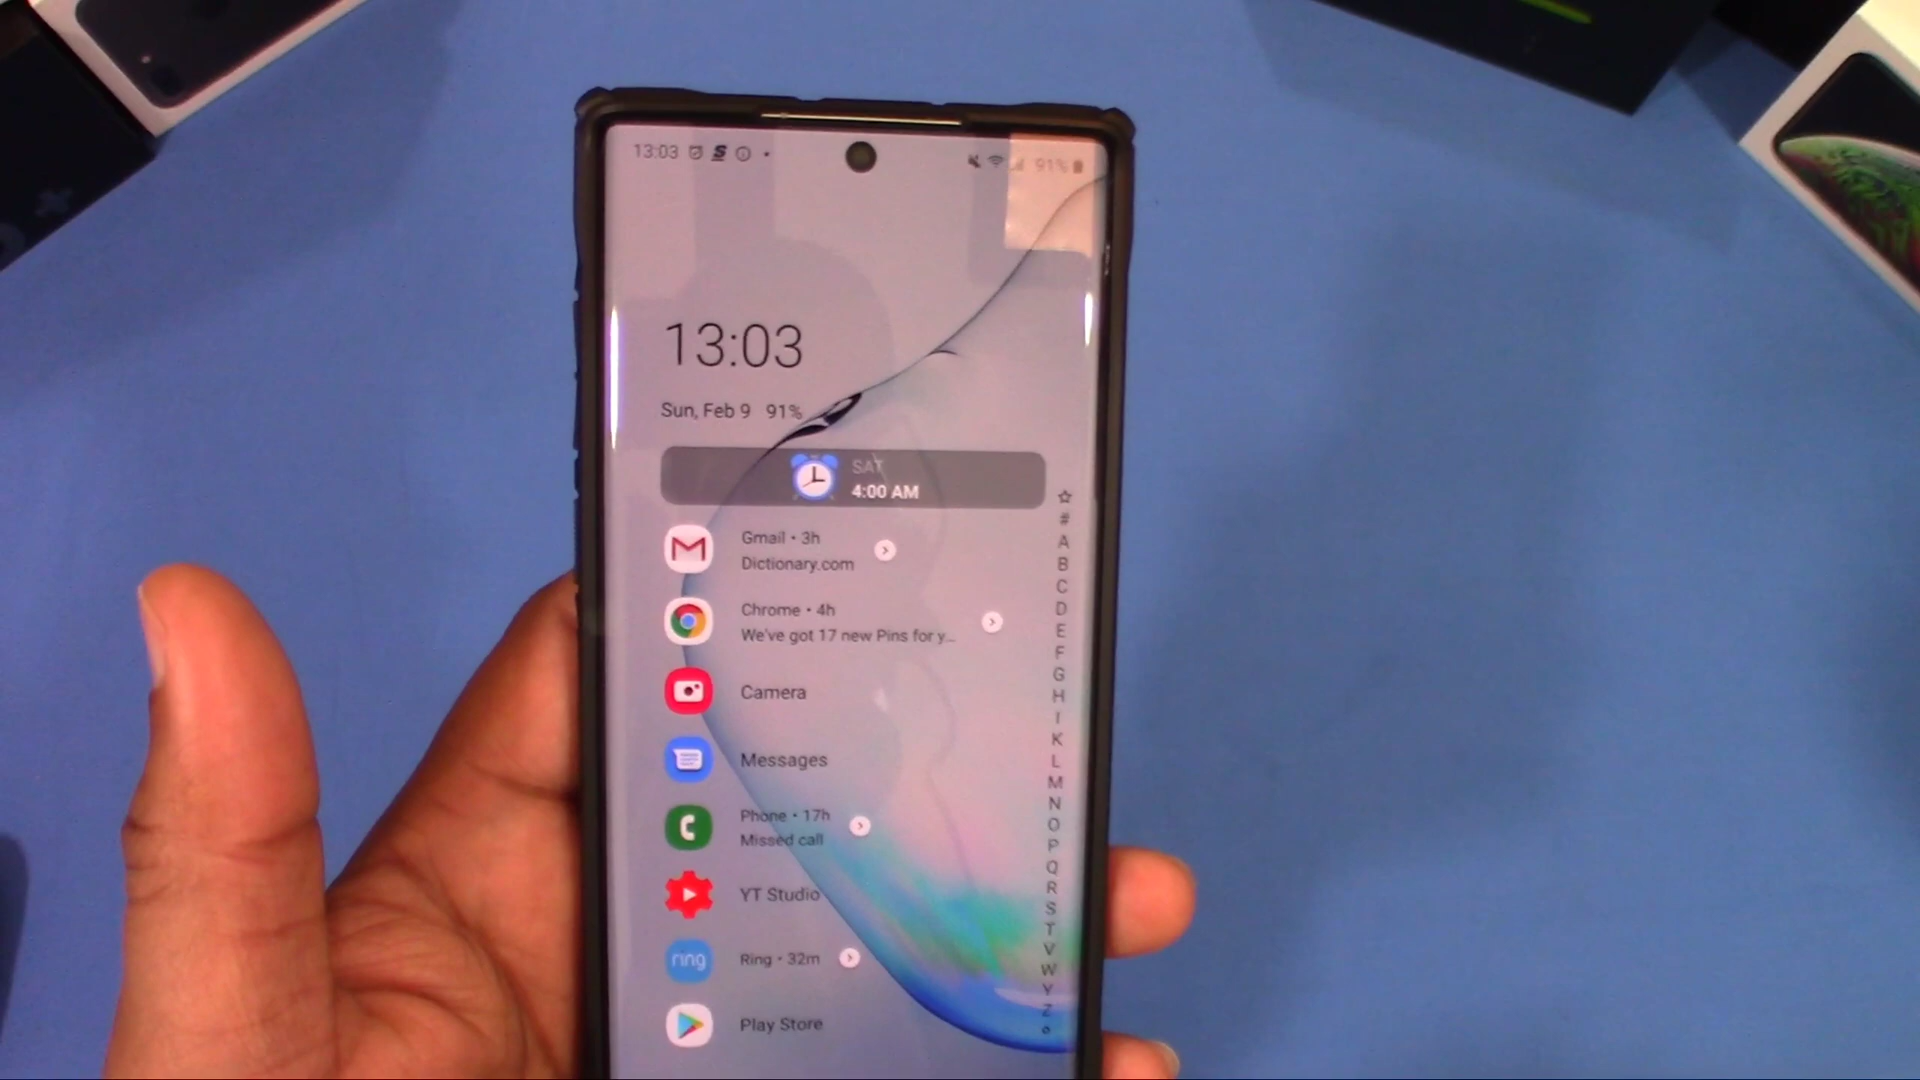 13:03
91%
13:03
Sun, Feb 9 91%
SAT
4:00 AM
Gmail • 3h
Dictionary.com
Chrome • 4h
We've got 17 new Pins for y...
Camera
Messages
Phone • 17h
Missed call
YT Studio
ring
Ring • 32m
Play Store
#
A
B
C
D
E
F
G
H
I
K
L
M
N
O
P
Q
R
S
T
V
W
Y
Z